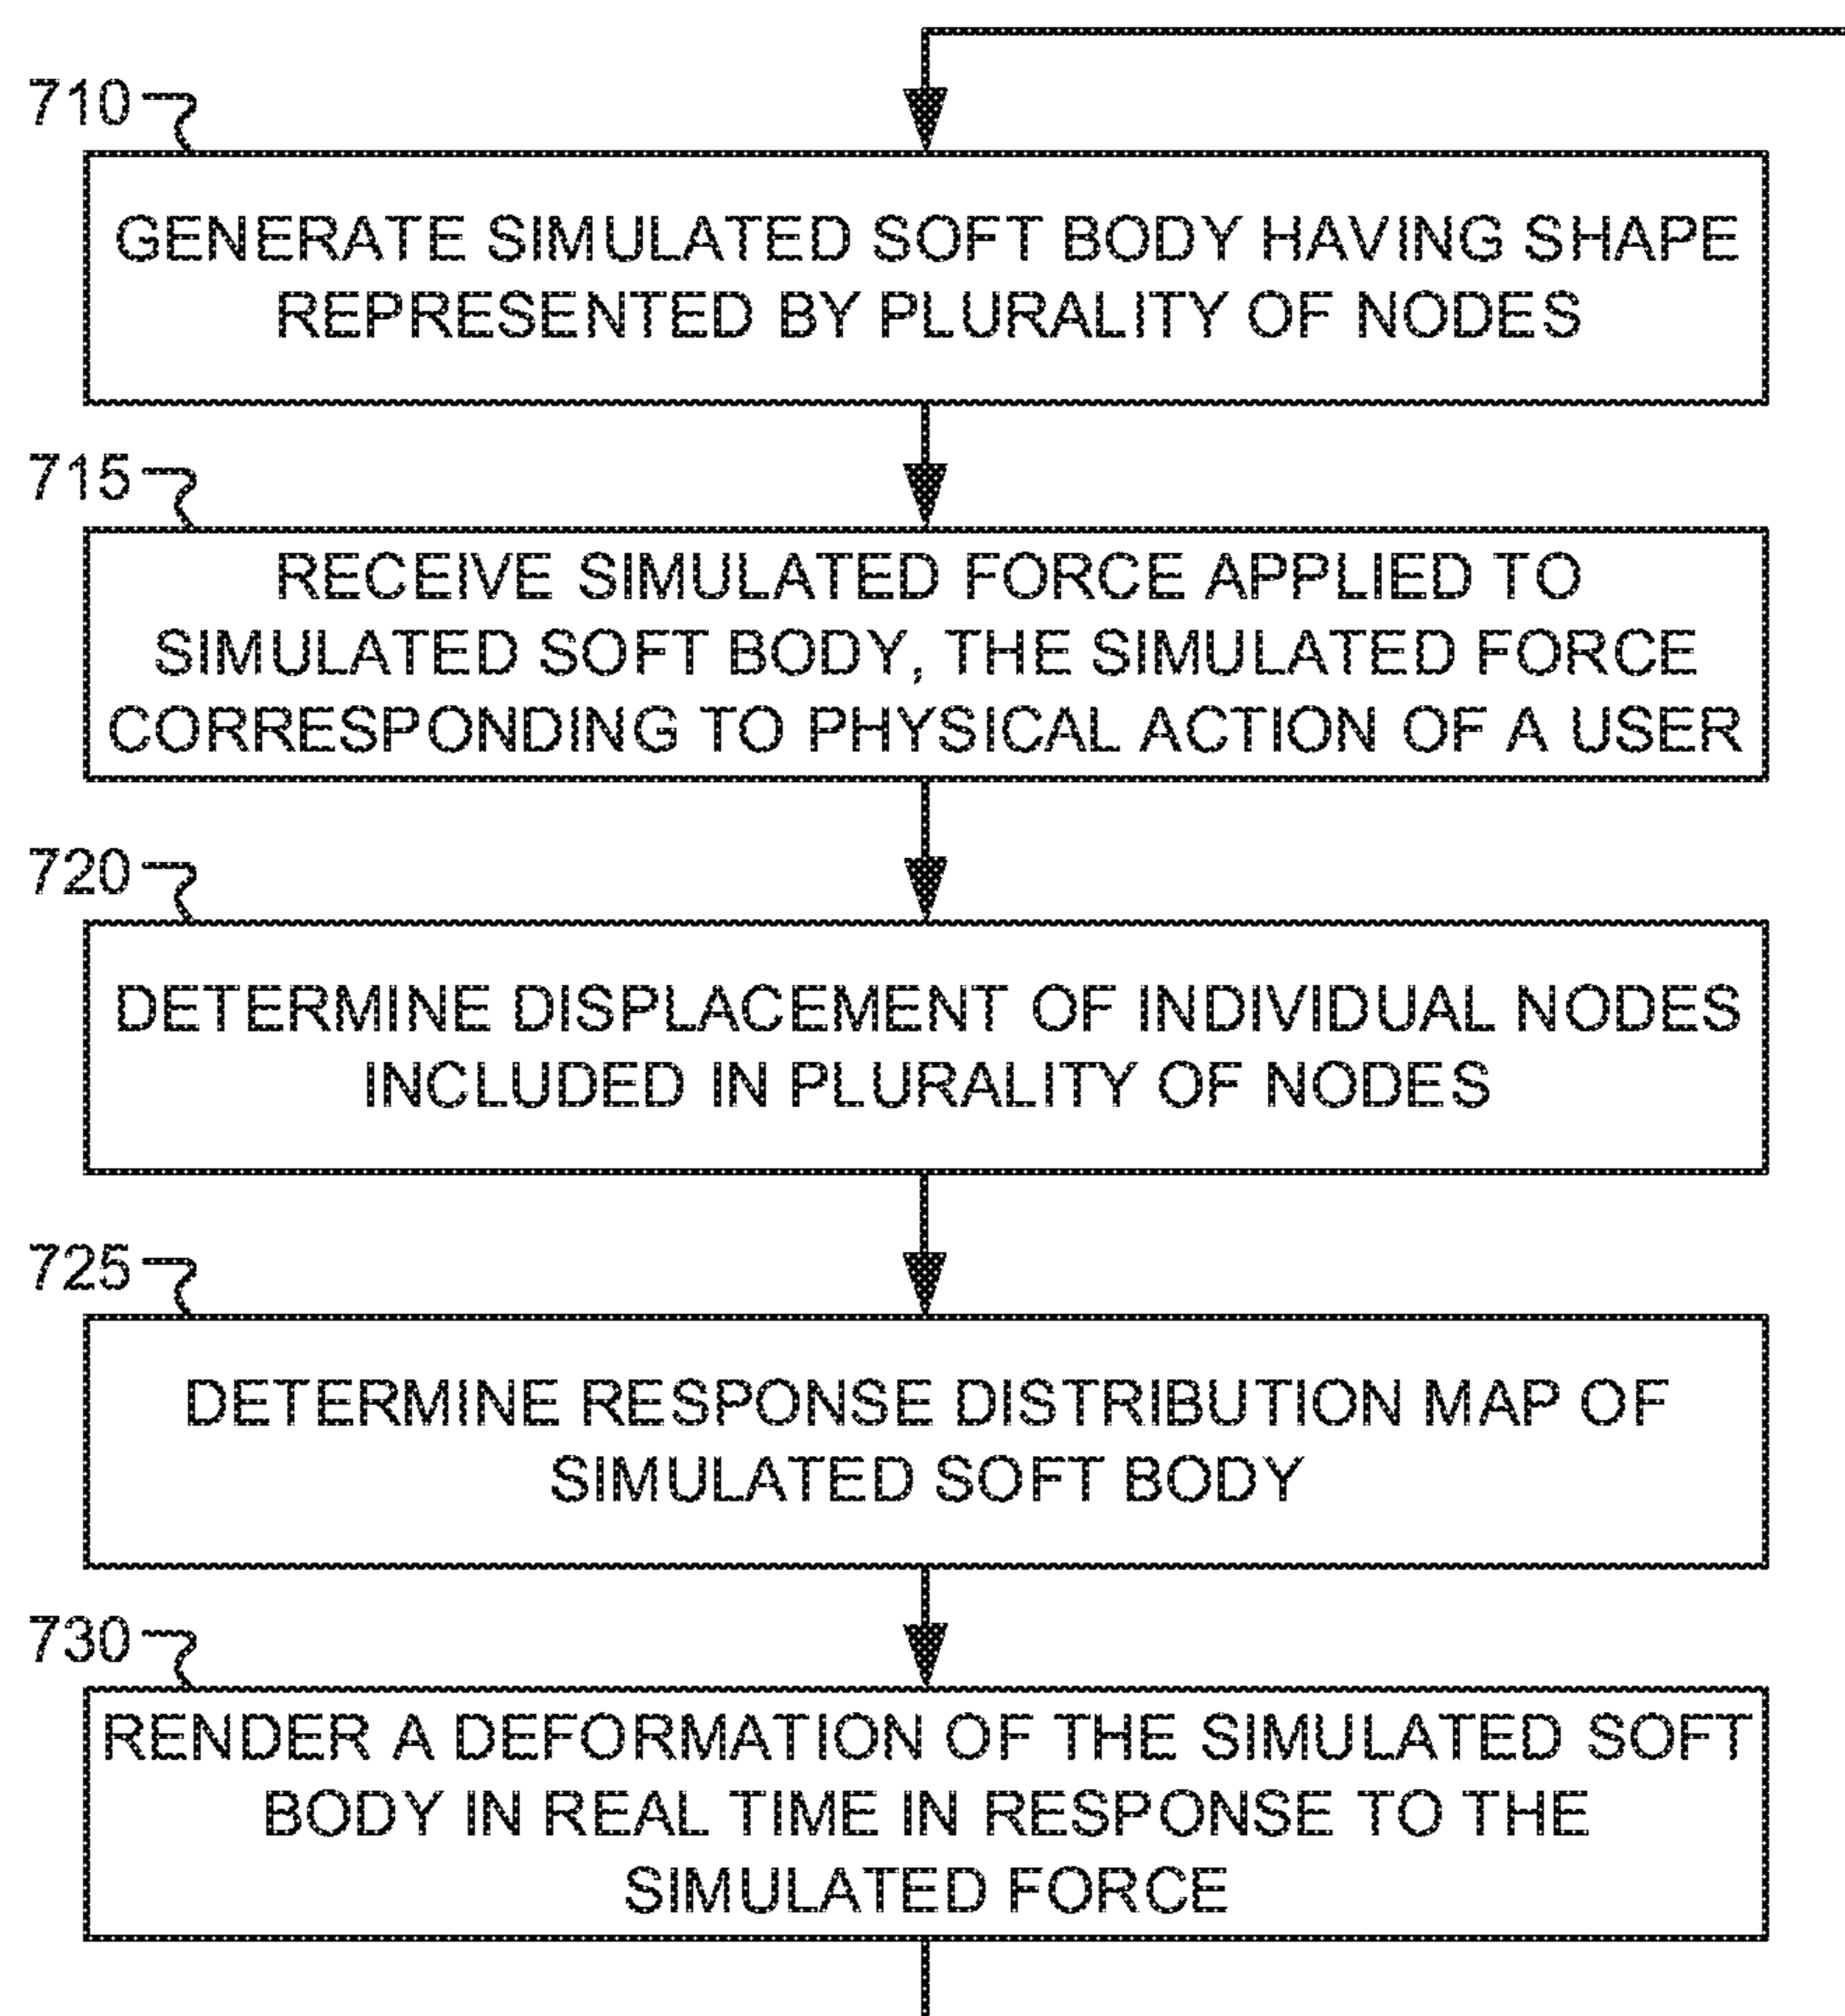 710
GENERATE SIMULATED SOFT BODY HAVING SHAPE
REPRESENTED BY PLURALITY OF NODES
715
RECEIVE SIMULATED FORCE APPLIED TO
SIMULATED SOFT BODY, THE SIMULATED FORCE
CORRESPONDING TO PHYSICAL ACTION OF A USER
720
DETERMINE DISPLACEMENT OF INDIVIDUAL NODES
INCLUDED IN PLURALITY OF NODES
725
DETERMINE RESPONSE DISTRIBUTION MAP OF
SIMULATED SOFT BODY
730
RENDER A DEFORMATION OF THE SIMULATED SOFT
BODY IN REAL TIME IN RESPONSE TO THE
SIMULATED FORCE